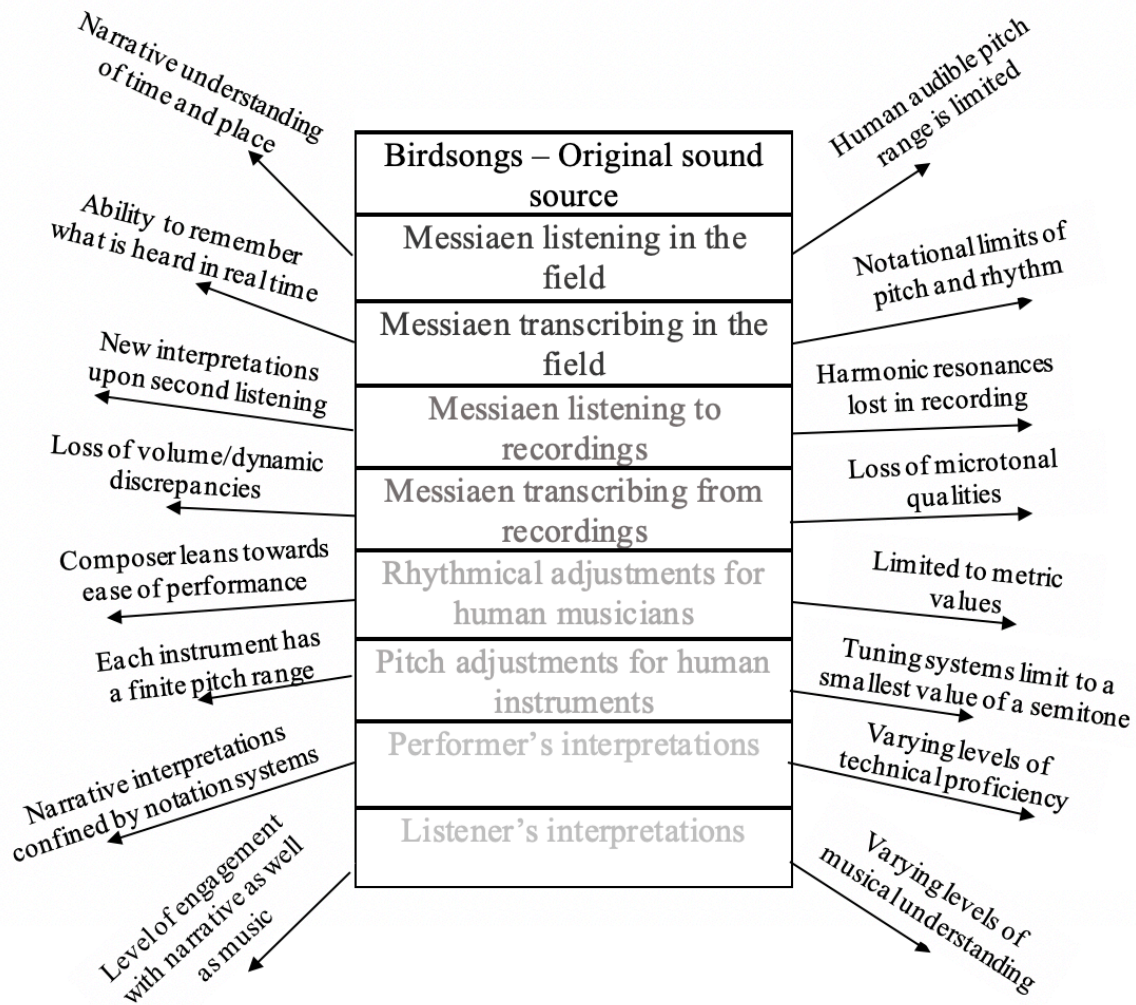 Narrative understanding
of time and place
Human audible pitch
range is limited
Birdsongs – Original sound
source
Ability to remember
what is heard in real time
Messiaen listening in the
field
Notational limits of
pitch and rhythm
Messiaen transcribing in the
field
New interpretations
upon second listening
Harmonic resonances
lost in recording
Messiaen listening to
recordings
Loss of volume/dynamic
discrepancies
Loss of microtonal
qualities
Messiaen transcribing from
recordings
Composer leans towards
ease of performance
Limited to metric
values
Rhythmical adjustments for
human musicians
Each instrument has
a finite pitch range
Tuning systems limit to a
smallest value of a semitone
Pitch adjustments for human
instruments
Narrative interpretations
confined by notation systems
Performer’s interpretations
Varying levels of
technical proficiency
Level of engagement
with narrative as well
as music
Listener’s interpretations
Varying levels of
musical understanding